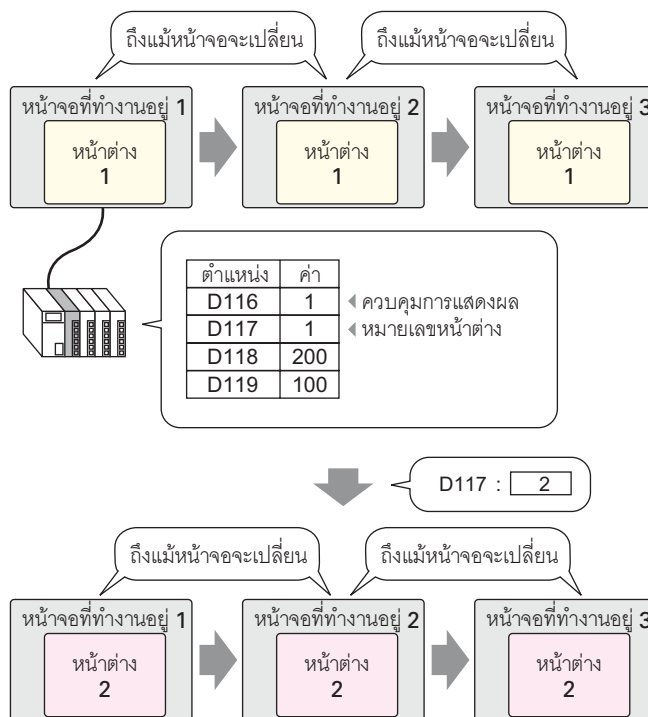 ถึงแม้หน้าจอจะเปลี่ยน ถึงแม้หน้าจอจะเปลี่ยน
หน้าจอที่ทำงานอยู่ 1 หน้าจอที่ทำงานอยู่ 2 หน้าจอที่ทำงานอยู่ 3
หน้าต่าง หน้าต่าง หน้าต่าง
1 1 1
ตำแหน่ง ค่า
D116 1 ควบคุมการแสดงผล
D117 1 หมายเลขหน้าต่าง
D118 200
D119 100
D117 : 2
ถึงแม้หน้าจอจะเปลี่ยน ถึงแม้หน้าจอจะเปลี่ยน
หน้าจอที่ทำงานอยู่ 1 หน้าจอที่ทำงานอยู่ 2 หน้าจอที่ทำงานอยู่ 3
หน้าต่าง หน้าต่าง หน้าต่าง
2 2 2